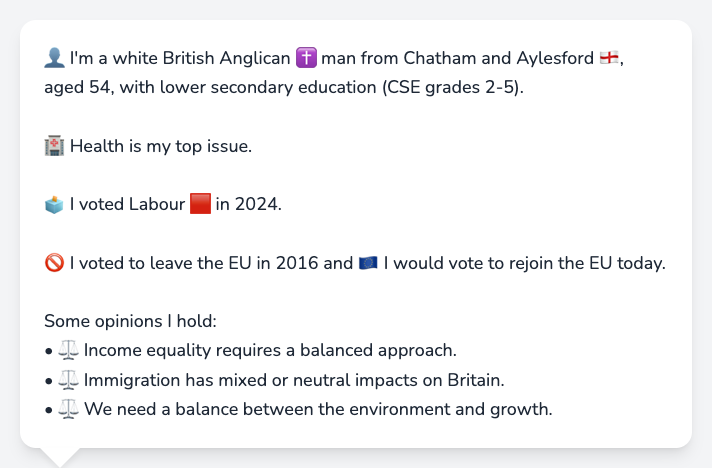 👤 I'm a white British Anglican ✝️ man from Chatham and Aylesford 🏴󠁧󠁢󠁥󠁮󠁧󠁿,
aged 54, with lower secondary education (CSE grades 2-5).
🏥 Health is my top issue.
🗳️ I voted Labour 🟥 in 2024.
🚫 I voted to leave the EU in 2016 and 🇪🇺 I would vote to rejoin the EU today.
Some opinions I hold:
• ⚖️ Income equality requires a balanced approach.
• ⚖️ Immigration has mixed or neutral impacts on Britain.
• ⚖️ We need a balance between the environment and growth.